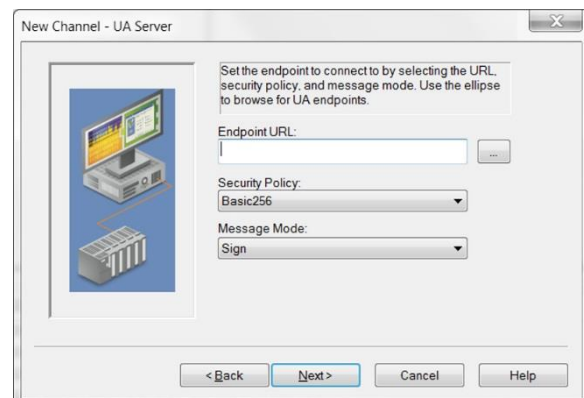 New Channel - UA Server
X
Set the endpoint to connect to by selecting the URL,
security policy, and message mode. Use the ellipse
to browse for UA endpoints.
Endpoint URL:
...
Security Policy:
Basic256
Message Mode:
Sign
< Back
Next >
Cancel
Help